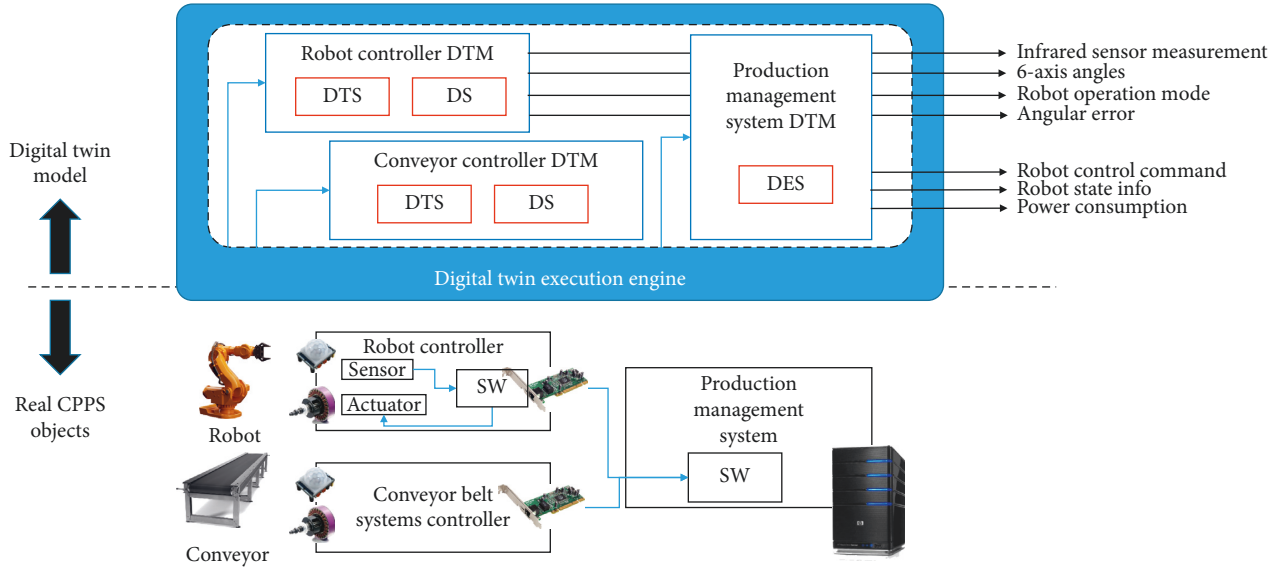 Robot controller DTM
DTS
DS
Conveyor controller DTM
DTS
DS
Production
management
system DTM
DES
Infrared sensor measurement
6-axis angles
Robot operation mode
Angular error
Robot control command
Robot state info
Power consumption
Digital twin
model
Digital twin execution engine
Real CPPS
objects
Robot
Conveyor
Robot controller
Sensor
Actuator
SW
Conveyor belt
systems controller
Production
management
system
SW